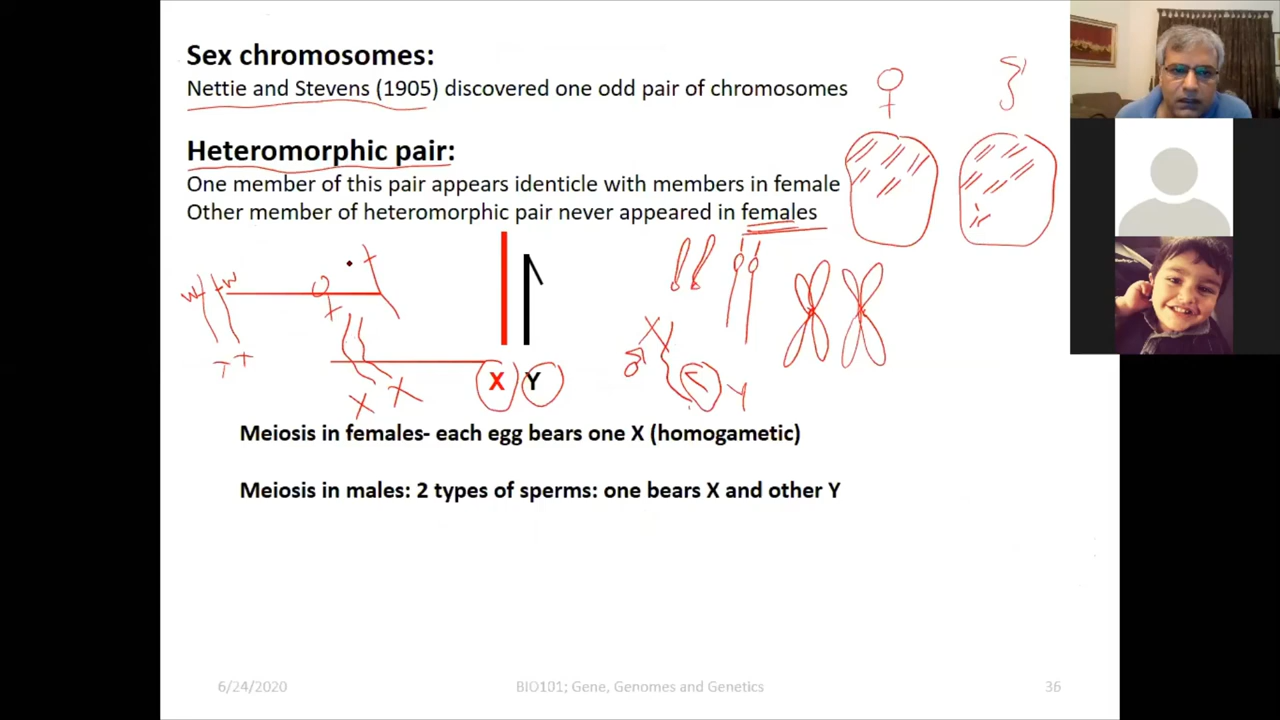 Sex chromosomes:
Nettie and Stevens (1905) discovered one odd pair of chromosomes
Heteromorphic pair:
One member of this pair appears identicle with members in female
Other member of heteromorphic pair never appeared in females
W W
X
X Y
Y
X X
Meiosis in females- each egg bears one X (homogametic)
Meiosis in males: 2 types of sperms: one bears X and other Y
6/24/2020 BIO101; Gene, Genomes and Genetics 36